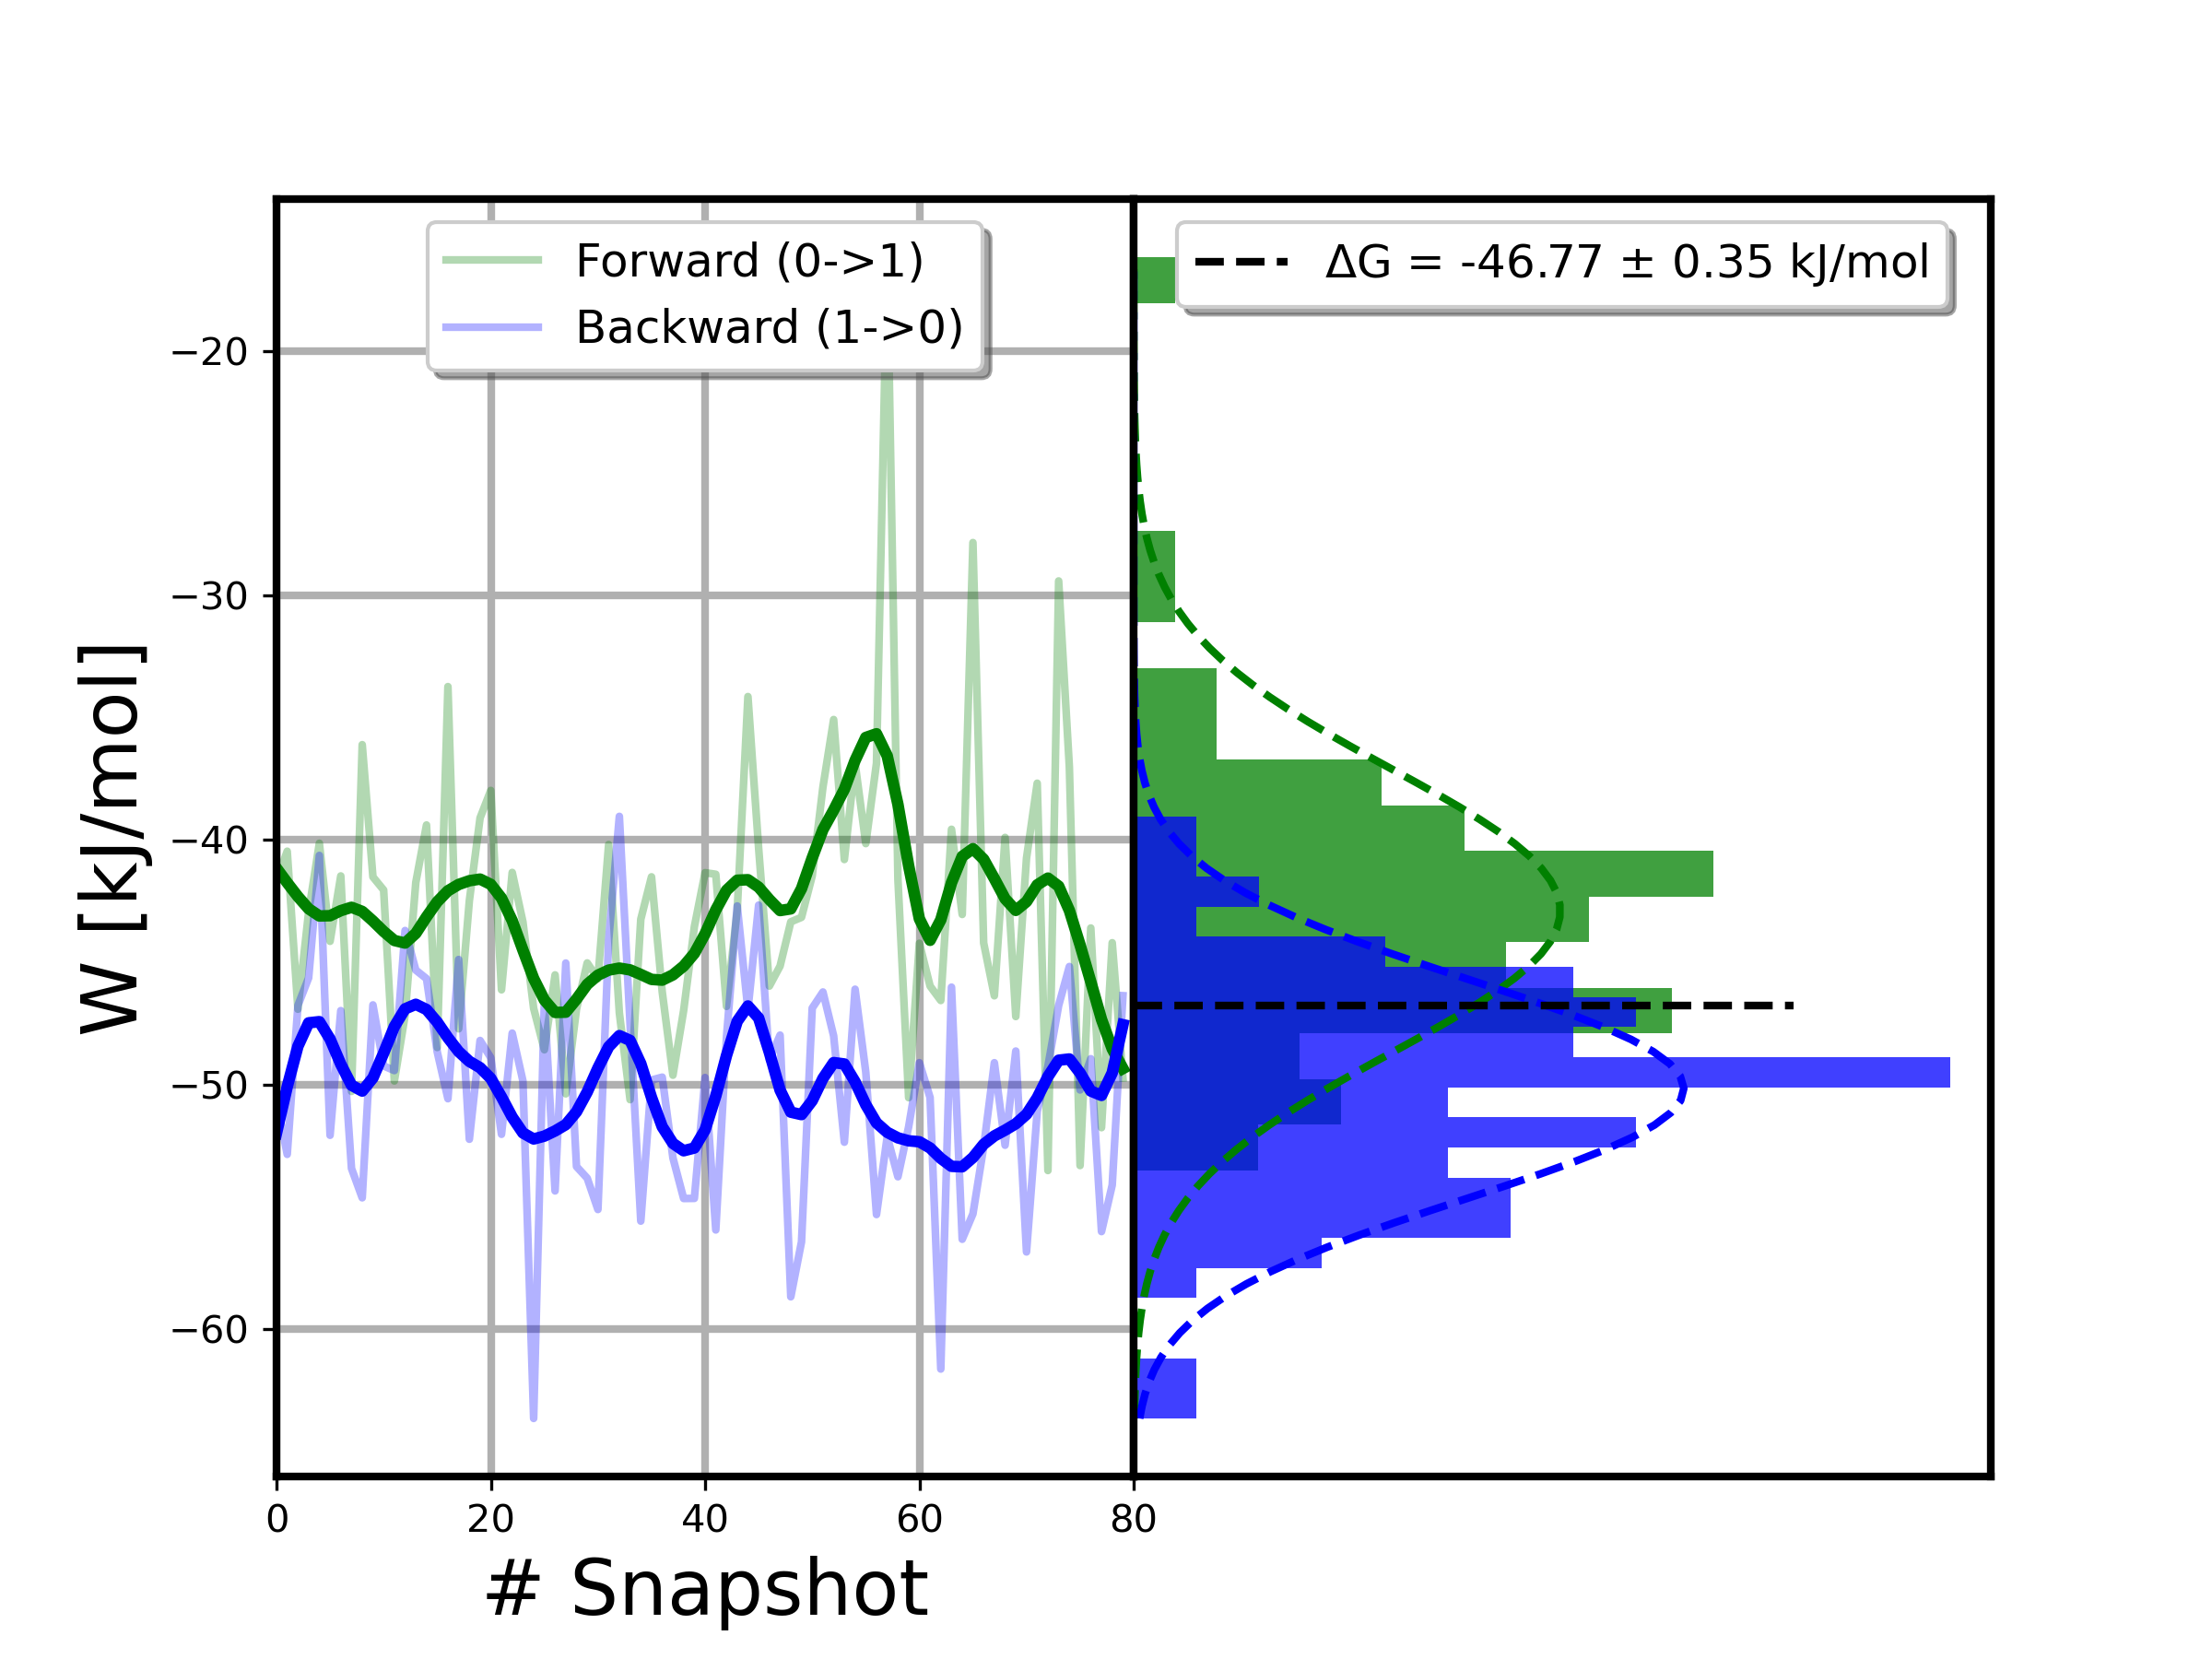 Forward (0->1)
Backward (1->0)
ΔG = -46.77 ± 0.35 kJ/mol
−20
−30
−40
−50
−60
W [kJ/mol]
0 20 40 60 80
# Snapshot